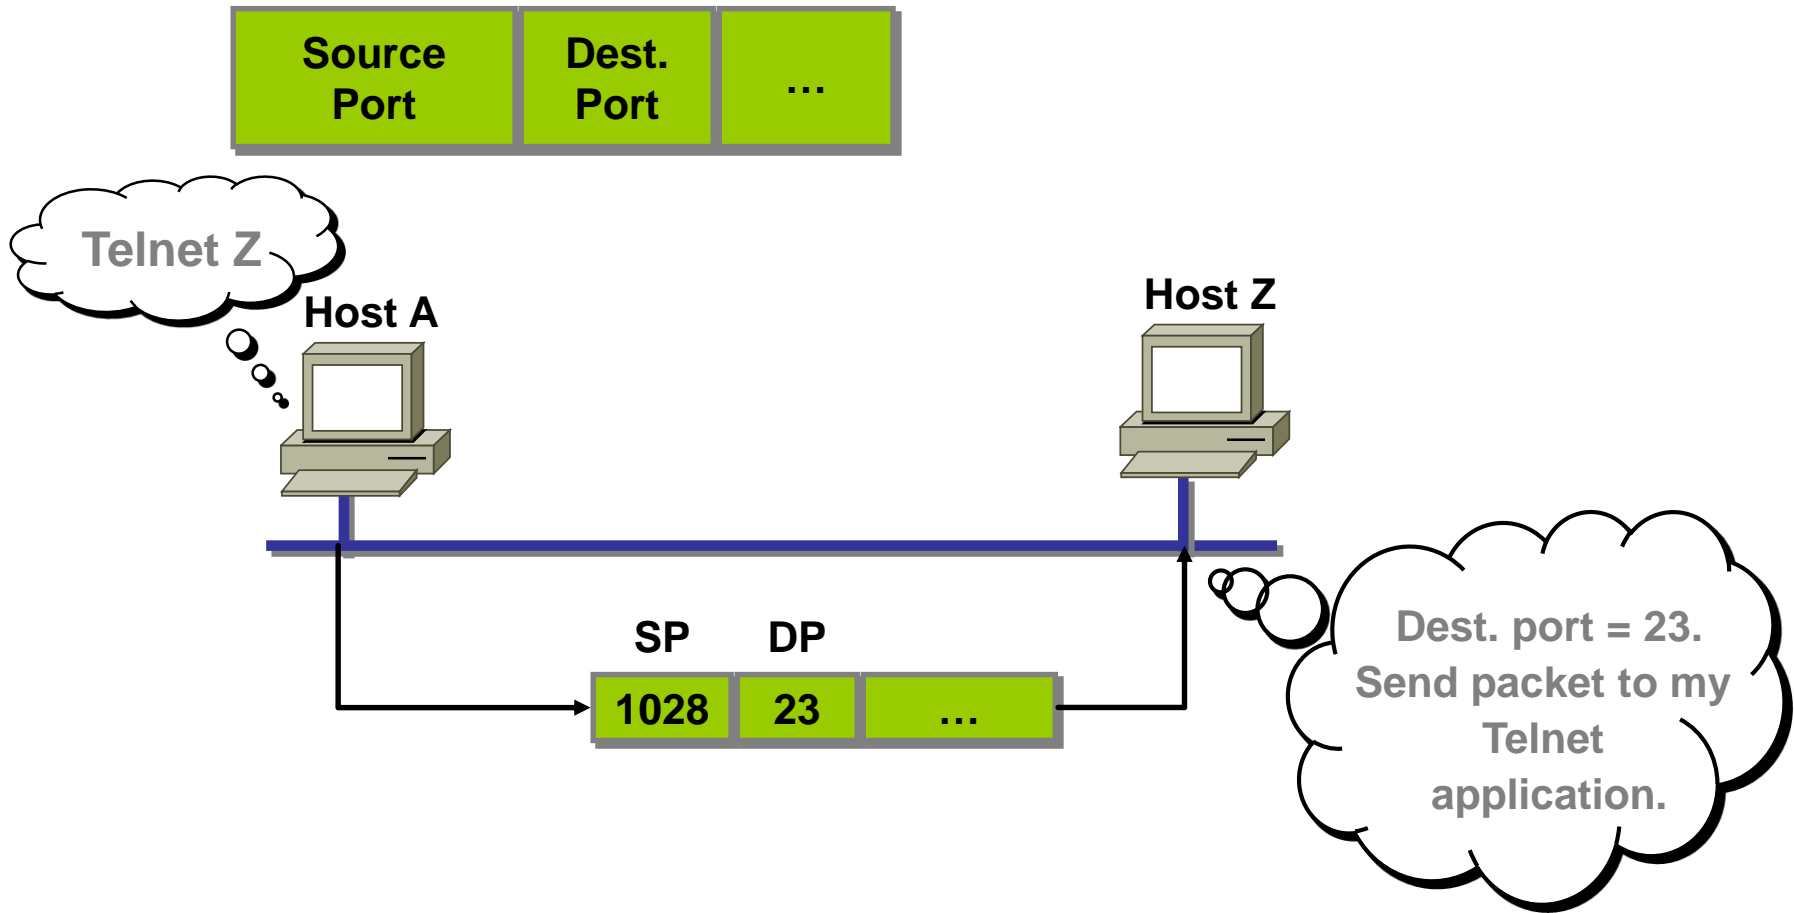 Source
Port
Dest.
Port
...
Telnet Z
Host A
Host Z
SP
DP
1028
23
...
Dest. port = 23.
Send packet to my
Telnet
application.